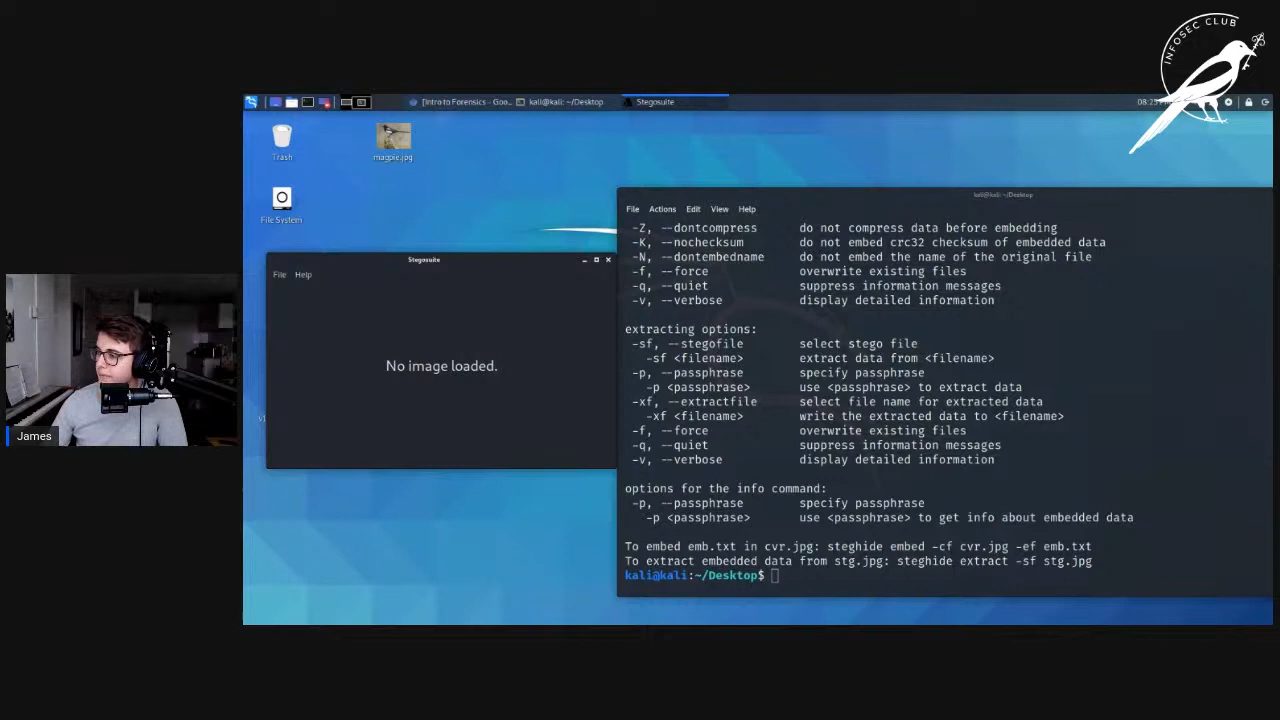 INFOSEC CLUB
[Intro to Forensics – Goo...
kali@kali: ~/Desktop
Stegosuite
Trash
magpie.jpg
File System
kali@kali: ~/Desktop
File Actions Edit View Help
-Z, --dontcompress do not compress data before embedding
-K, --nochecksum do not embed crc32 checksum of embedded data
-N, --dontembedname do not embed the name of the original file
-f, --force overwrite existing files
-q, --quiet suppress information messages
-v, --verbose display detailed information
extracting options:
-sf, --stegofile select stego file
-sf <filename> extract data from <filename>
-p, --passphrase specify passphrase
-p <passphrase> use <passphrase> to extract data
-xf, --extractfile select file name for extracted data
-xf <filename> write the extracted data to <filename>
-f, --force overwrite existing files
-q, --quiet suppress information messages
-v, --verbose display detailed information
options for the info command:
-p, --passphrase specify passphrase
-p <passphrase> use <passphrase> to get info about embedded data
To embed emb.txt in cvr.jpg: steghide embed -cf cvr.jpg -ef emb.txt
To extract embedded data from stg.jpg: steghide extract -sf stg.jpg
kali@kali:~/Desktop$
Stegosuite
File Help
No image loaded.
James